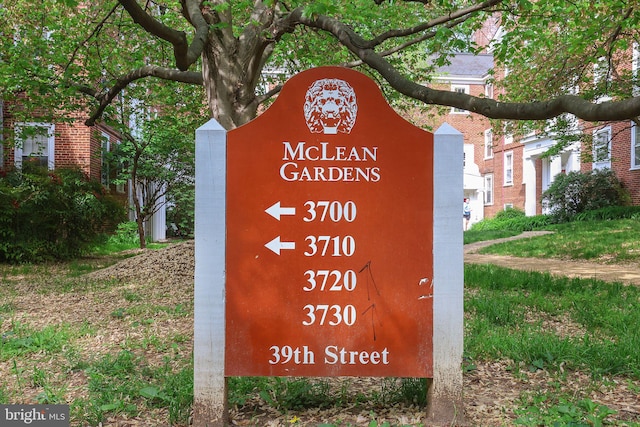 McLean
Gardens
← 3700
← 3710
3720
3730
39th Street
bright MLS